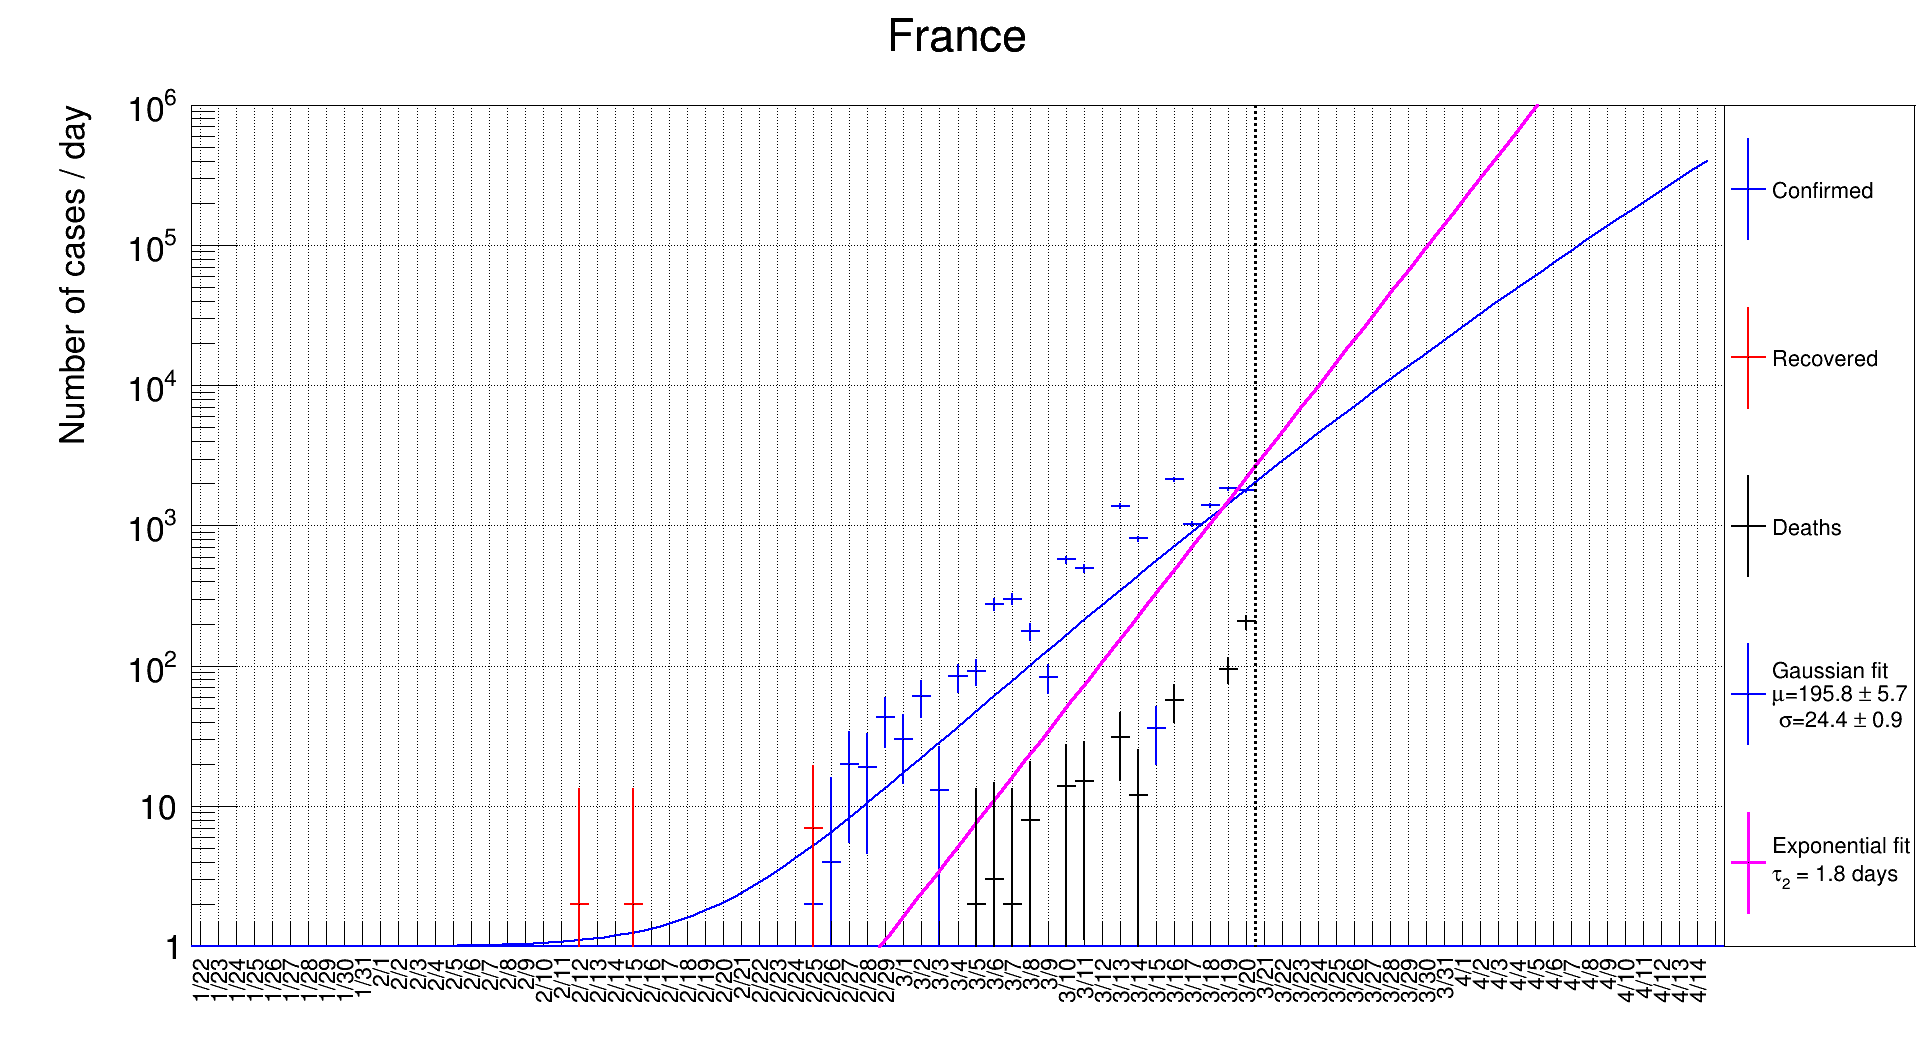 France
Number of cases / day
10^6
10^5
10^4
10^3
10^2
10
1
1/22 1/23 1/24 1/25 1/26 1/27 1/28 1/29 1/30 1/31 2/1 2/2 2/3 2/4 2/5 2/6 2/7 2/8 2/9 2/10 2/11 2/12 2/13 2/14 2/15 2/16 2/17 2/18 2/19 2/20 2/21 2/22 2/23 2/24 2/25 2/26 2/27 2/28 2/29 3/1 3/2 3/3 3/4 3/5 3/6 3/7 3/8 3/9 3/10 3/11 3/12 3/13 3/14 3/15 3/16 3/17 3/18 3/19 3/20 3/21 3/22 3/23 3/24 3/25 3/26 3/27 3/28 3/29 3/30 3/31 4/1 4/2 4/3 4/4 4/5 4/6 4/7 4/8 4/9 4/10 4/11 4/12 4/13 4/14
Confirmed
Recovered
Deaths
Gaussian fit
μ=195.8 ± 5.7
σ=24.4 ± 0.9
Exponential fit
τ₂ = 1.8 days